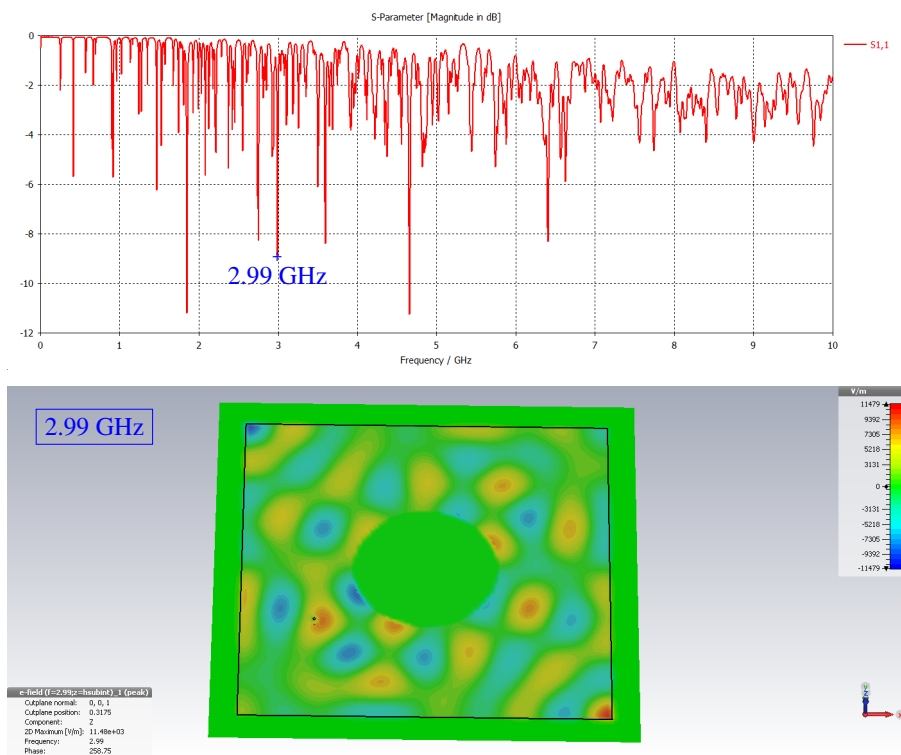 S-Parameter [Magnitude in dB]
0
-2
-4
-6
-8
-10
-12
S1,1
2.99 GHz
0 1 2 3 4 5 6 7 8 9 10
Frequency / GHz
2.99 GHz
V/m
11479
9392
7305
5218
3131
0
-3131
-5218
-7305
-9392
-11479
y
z
x
e-field (f=2.99;z=hsubint)_1 (peak)
Cutplane normal: 0, 0, 1
Cutplane position: 0.3175
Component: Z
2D Maximum [V/m]: 11.48e+03
Frequency: 2.99
Phase: 258.75